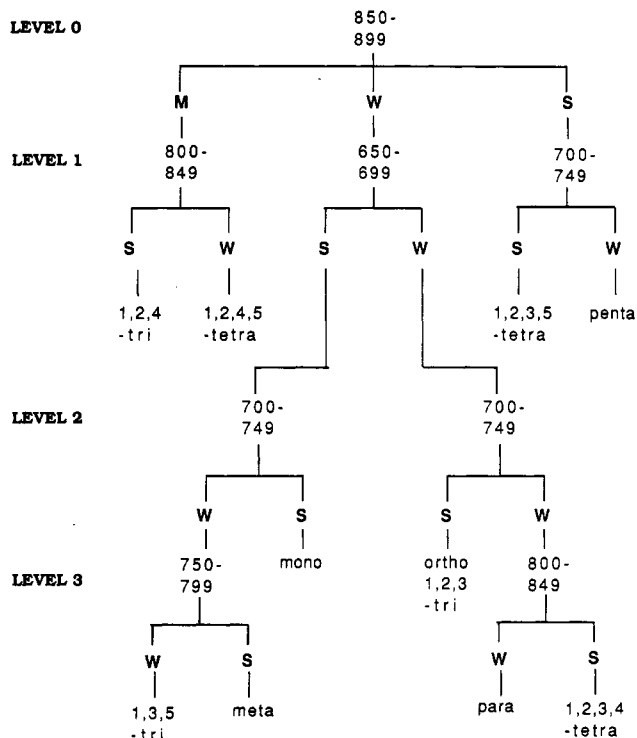 LEVEL 0
850-
899
M W S
LEVEL 1
800-
849
650-
699
700-
749
S W S W S W
1,2,4
-tri
1,2,4,5
-tetra
1,2,3,5
-tetra
penta
LEVEL 2
700-
749
700-
749
W S S W
LEVEL 3
750-
799
mono
ortho
1,2,3
-tri
800-
849
W S W S
1,3,5
-tri
meta
para
1,2,3,4
-tetra